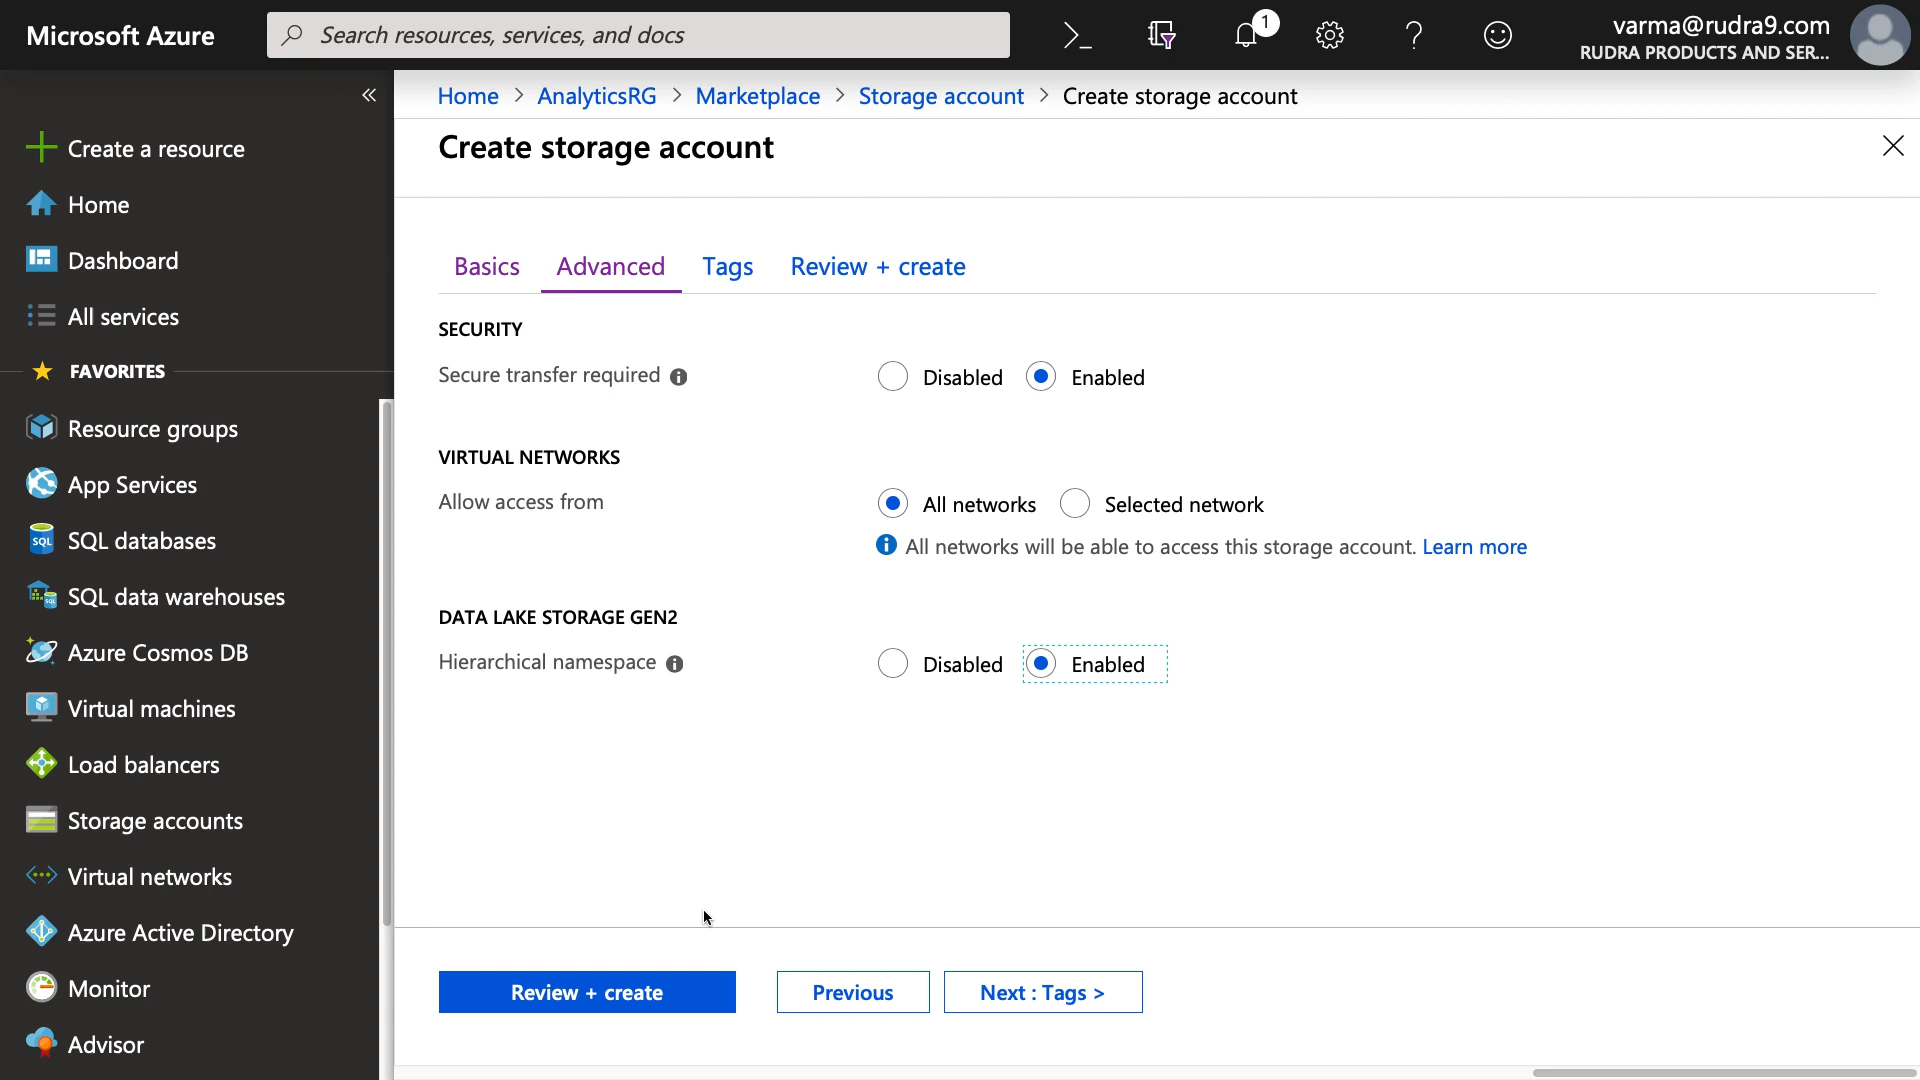 Microsoft Azure
Search resources, services, and docs
1
varma@rudra9.com
RUDRA PRODUCTS AND SER...
Home > AnalyticsRG > Marketplace > Storage account > Create storage account
Create storage account
Create a resource
Home
Dashboard
All services
FAVORITES
Resource groups
App Services
SQL
SQL databases
SQL data warehouses
Azure Cosmos DB
Virtual machines
Load balancers
Storage accounts
Virtual networks
Azure Active Directory
Monitor
Advisor
Basics Advanced Tags Review + create
SECURITY
Secure transfer required Disabled Enabled
VIRTUAL NETWORKS
Allow access from All networks Selected network
All networks will be able to access this storage account. Learn more
DATA LAKE STORAGE GEN2
Hierarchical namespace Disabled Enabled
Review + create Previous Next : Tags >